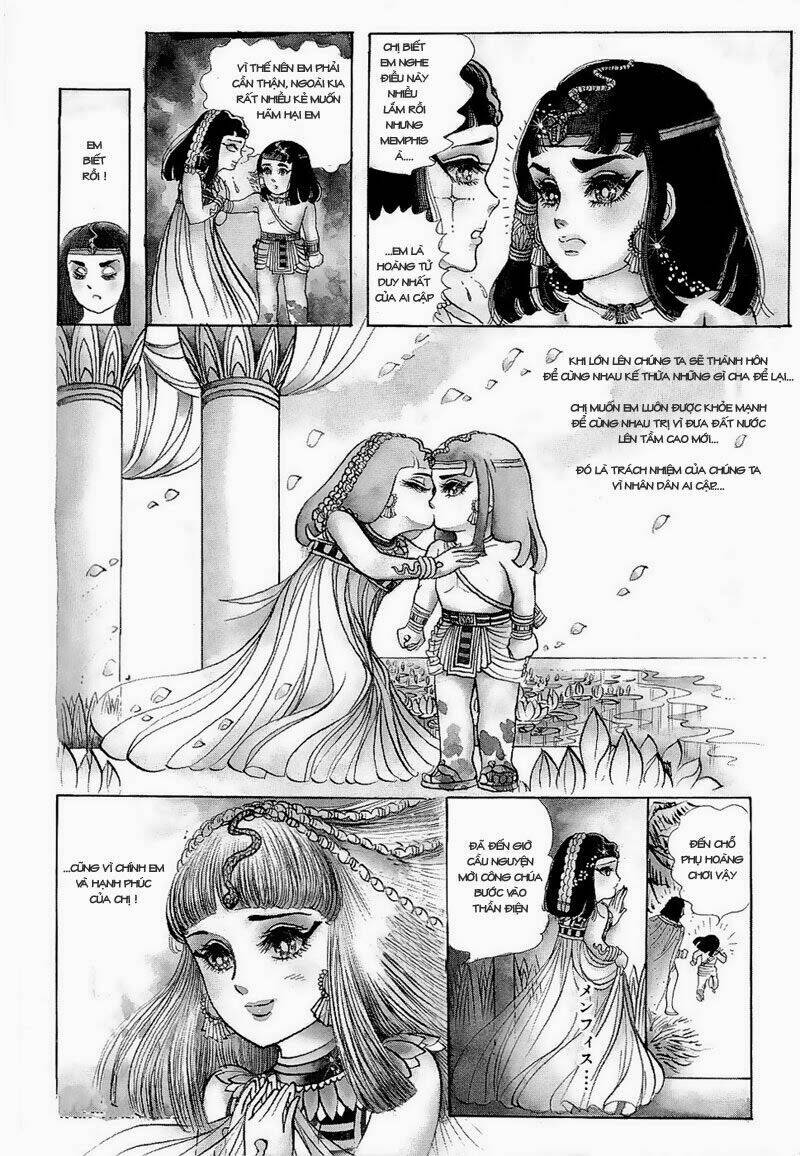 CHỊ BIẾT
EM NGHE
ĐIỀU NÀY
NHIỀU
LẮM RỒI
NHƯNG
MEMPHIS
À....
...EM LÀ
HOÀNG TỬ
DUY NHẤT
CỦA AI CẬP
VÌ THẾ NÊN EM PHẢI
CẨN THẬN, NGOÀI KIA
RẤT NHIỀU KẺ MUỐN
HÃM HẠI EM
EM
BIẾT
RỒI !
KHI LỚN LÊN CHÚNG TA SẼ THÀNH HÔN
ĐỂ CÙNG NHAU KẾ THỪA NHỮNG GÌ CHA ĐỂ LẠI...
CHỊ MUỐN EM LUÔN ĐƯỢC KHỎE MẠNH
ĐỂ CÙNG NHAU TRỊ VÌ ĐƯA ĐẤT NƯỚC
LÊN TẦM CAO MỚI...
ĐÓ LÀ TRÁCH NHIỆM CỦA CHÚNG TA
VÌ NHÂN DÂN AI CẬP....
ĐẾN CHỖ
PHỤ HOÀNG
CHƠI VẬY
ĐÃ ĐẾN GIỜ
CẦU NGUYỆN
MỜI CÔNG CHÚA
BƯỚC VÀO
THẦN ĐIỆN
メンフィス……
...CŨNG VÌ CHÍNH EM
VÀ HẠNH PHÚC
CỦA CHỊ !